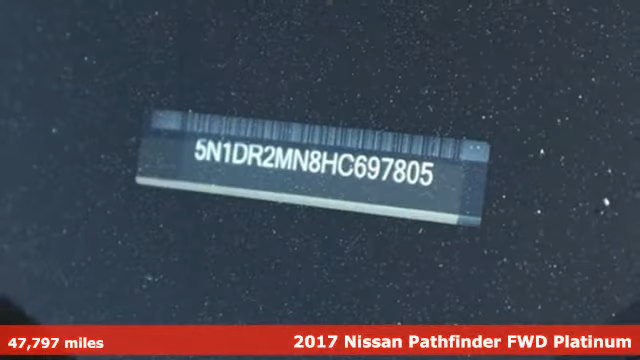 5N1DR2MN8HC697805
47,797 miles
2017 Nissan Pathfinder FWD Platinum